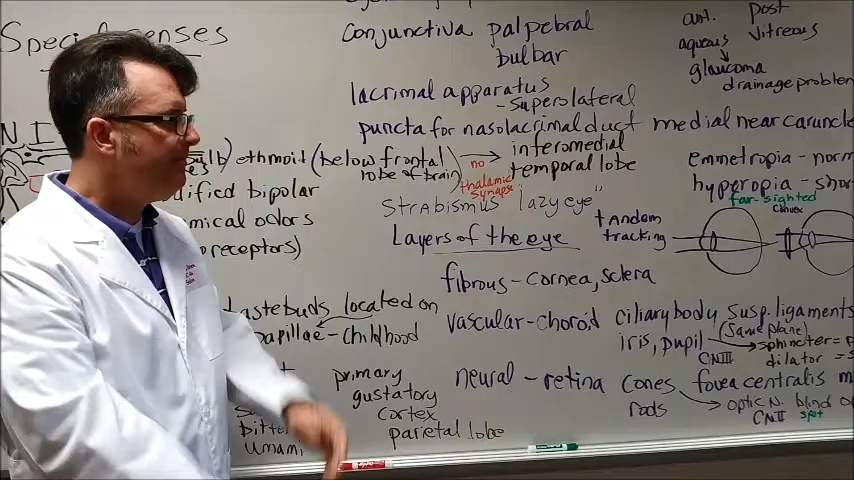 Special Senses
conjunctiva palpebral
bulbar
lacrimal apparatus
- superolateral
puncta for nasolacrimal duct medial near caruncle
inferomedial
temporal lobe
ant. post
aqueous vitreous
glaucoma
drainage problem
N I
ethmoid (below frontal
lobe of brain)
no
thalamic
synapse
bipolar
odors
receptors)
Strabismus "lazy eye"
tandem
tracking
emmetropia - norm
hyperopia - shor
far-sighted
convex
Layers of the eye
fibrous - cornea, sclera
vascular - choroid ciliary body susp. ligaments
iris, pupil (same plane)
CN III sphincter =
dilator =
neural - retina cones fovea centralis
rods optic N. blind
CN II spot
tastebuds located on
papillae - childhood
primary
gustatory
cortex
parietal lobe
bitter
umami